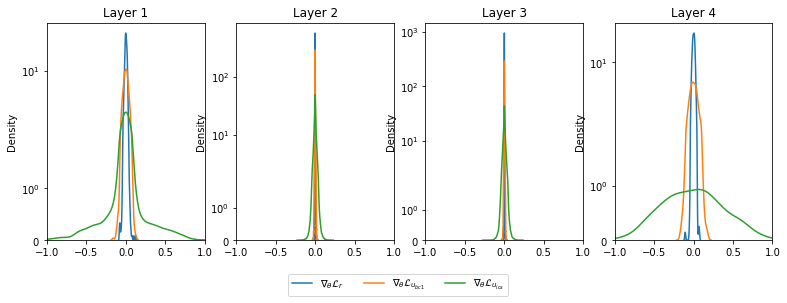 Layer 1 Layer 2 Layer 3 Layer 4
Density Density Density Density
10¹ 10² 10³ 10¹
10⁰ 10¹ 10² 10⁰
0 10⁰ 10¹ 0
0 10⁰
0
−1.0 −0.5 0.0 0.5 1.0 −1.0 −0.5 0.0 0.5 1.0 −1.0 −0.5 0.0 0.5 1.0 −1.0 −0.5 0.0 0.5 1.0
∇θℒr ∇θℒu_bc1 ∇θℒu_ics